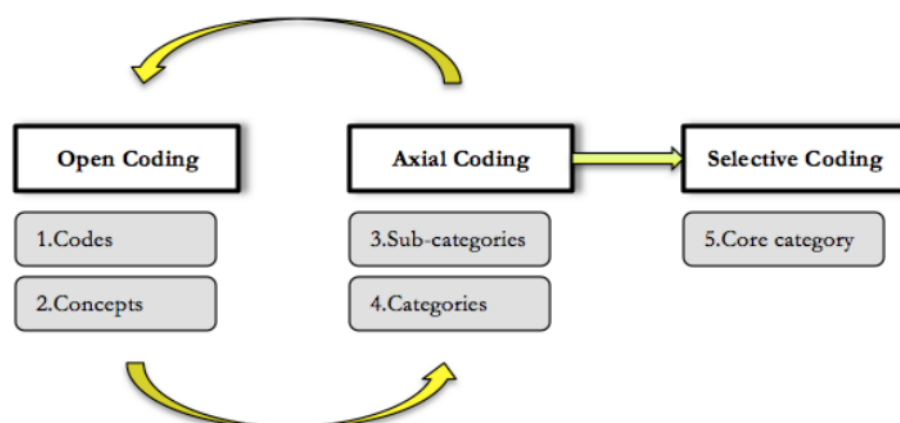 Open Coding
Axial Coding
Selective Coding
1.Codes
3.Sub-categories
5.Core category
2.Concepts
4.Categories